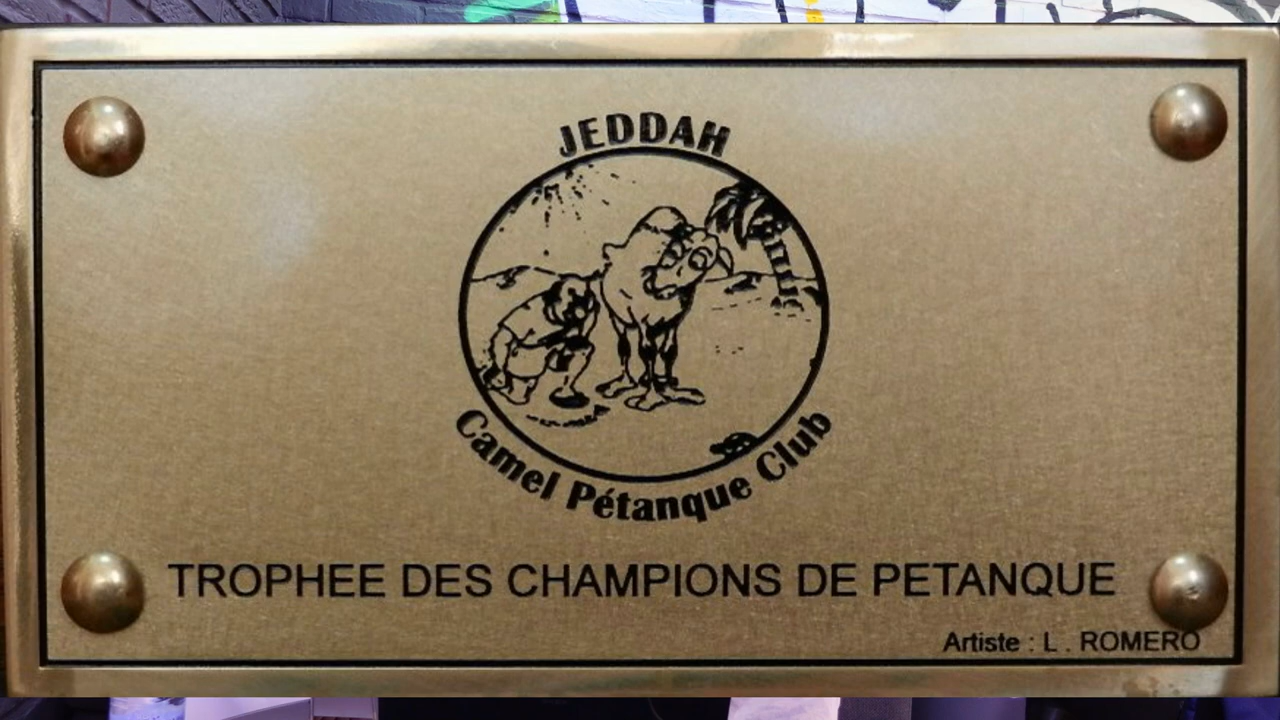 JEDDAH
Camel Pétanque Club
TROPHEE DES CHAMPIONS DE PETANQUE
Artiste : L . ROMERO